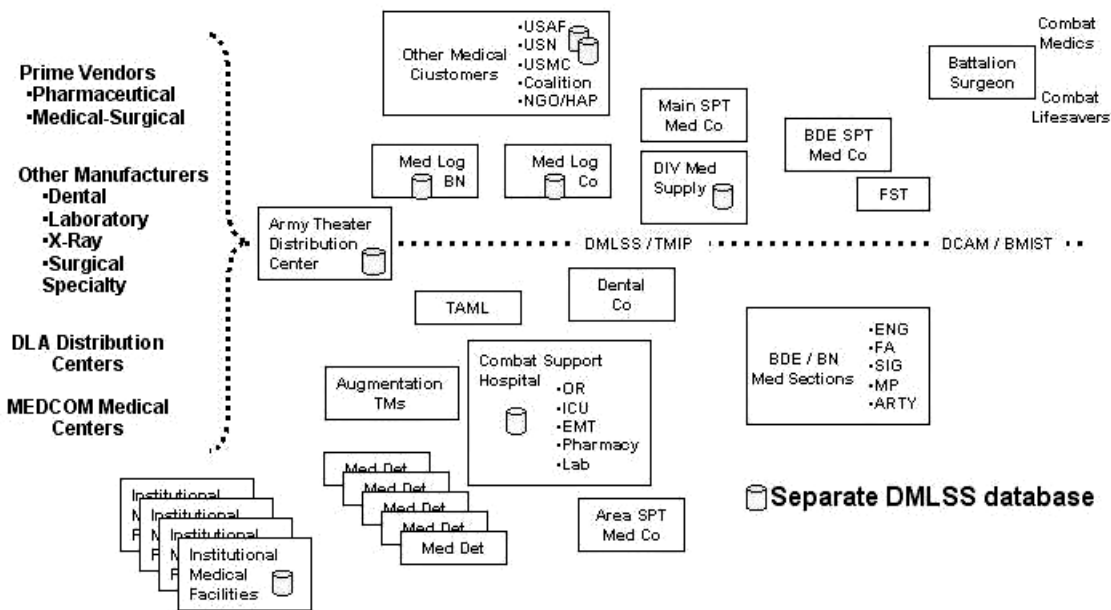 Prime Vendors
•Pharmaceutical
•Medical-Surgical
Other Manufacturers
•Dental
•Laboratory
•X-Ray
•Surgical
Specialty
DLA Distribution
Centers
MEDCOM Medical
Centers
Other Medical
Ciustomers
•USAF
•USN
•USMC
•Coalition
•NGO/HAP
Combat
Medics
Battalion
Surgeon
Combat
Lifesavers
Main SPT
Med Co
BDE SPT
Med Co
Med Log
BN
Med Log
Co
DIV Med
Supply
FST
Army Theater
Distribution
Center
DMLSS / TMIP
DCAM / BMIST
TAML
Dental
Co
Augmentation
TMs
Combat Support
Hospital
•OR
•ICU
•EMT
•Pharmacy
•Lab
BDE / BN
Med Sections
•ENG
•FA
•SIG
•MP
•ARTY
Med Det
Med Det
Med Det
Med Det
Med Det
Area SPT
Med Co
Institutional
M
F
Institutional
M
F
Institutional
M
F
Institutional
Medical
Facilities
Separate DMLSS database